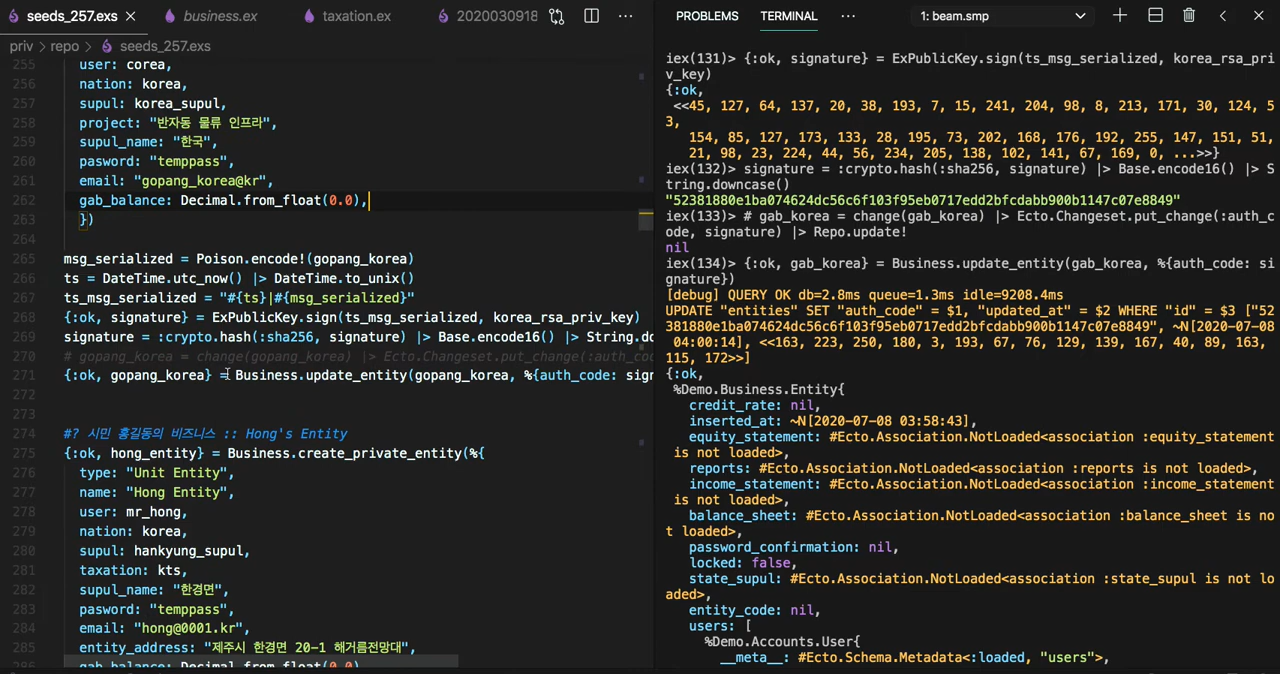 seeds_257.exs
business.ex
taxation.ex
2020030918
PROBLEMS
TERMINAL
1: beam.smp
priv > repo > seeds_257.exs
255 user: corea,
256 nation: korea,
257 supul: korea_supul,
258 project: "반자동 물류 인프라",
259 supul_name: "한국",
260 pasword: "temppass",
261 email: "gopang_korea@kr",
262 gab_balance: Decimal.from_float(0.0),
263 })
264
265 msg_serialized = Poison.encode!(gopang_korea)
266 ts = DateTime.utc_now() |> DateTime.to_unix()
267 ts_msg_serialized = "#{ts}|#{msg_serialized}"
268 {:ok, signature} = ExPublicKey.sign(ts_msg_serialized, korea_rsa_priv_key)
269 signature = :crypto.hash(:sha256, signature) |> Base.encode16() |> String.do
270 # gopang_korea = change(gopang_korea) |> Ecto.Changeset.put_change(:auth_co
271 {:ok, gopang_korea} = Business.update_entity(gopang_korea, %{auth_code: sig
272
273
274 #? 시민 홍길동의 비즈니스 :: Hong's Entity
275 {:ok, hong_entity} = Business.create_private_entity(%{
276 type: "Unit Entity",
277 name: "Hong Entity",
278 user: mr_hong,
279 nation: korea,
280 supul: hankyung_supul,
281 taxation: kts,
282 supul_name: "한경면",
283 pasword: "temppass",
284 email: "hong@0001.kr",
285 entity_address: "제주시 한경면 20-1 해거름전망대",
286 gab_balance: Decimal.from_float(0.0)
iex(131)> {:ok, signature} = ExPublicKey.sign(ts_msg_serialized, korea_rsa_pri
v_key)
{:ok,
<<45, 127, 64, 137, 20, 38, 193, 7, 15, 241, 204, 98, 8, 213, 171, 30, 124, 5
3,
154, 85, 127, 173, 133, 28, 195, 73, 202, 168, 176, 192, 255, 147, 151, 51,
21, 98, 23, 224, 44, 56, 234, 205, 138, 102, 141, 67, 169, 0, ...>>}
iex(132)> signature = :crypto.hash(:sha256, signature) |> Base.encode16() |> S
tring.downcase()
"52381880e1ba074624dc56c6f103f95eb0717edd2bfcdabb900b1147c07e8849"
iex(133)> # gab_korea = change(gab_korea) |> Ecto.Changeset.put_change(:auth_c
ode, signature) |> Repo.update!
nil
iex(134)> {:ok, gab_korea} = Business.update_entity(gab_korea, %{auth_code: si
gnature})
[debug] QUERY OK db=2.8ms queue=1.3ms idle=9208.4ms
UPDATE "entities" SET "auth_code" = $1, "updated_at" = $2 WHERE "id" = $3 ["52
381880e1ba074624dc56c6f103f95eb0717edd2bfcdabb900b1147c07e8849", ~N[2020-07-08
04:00:14], <<163, 223, 250, 180, 3, 193, 67, 76, 129, 139, 167, 40, 89, 163,
115, 172>>]
{:ok,
%Demo.Business.Entity{
credit_rate: nil,
inserted_at: ~N[2020-07-08 03:58:43],
equity_statement: #Ecto.Association.NotLoaded<association :equity_statement
is not loaded>,
reports: #Ecto.Association.NotLoaded<association :reports is not loaded>,
income_statement: #Ecto.Association.NotLoaded<association :income_statement
is not loaded>,
balance_sheet: #Ecto.Association.NotLoaded<association :balance_sheet is no
t loaded>,
password_confirmation: nil,
locked: false,
state_supul: #Ecto.Association.NotLoaded<association :state_supul is not lo
aded>,
entity_code: nil,
users: [
%Demo.Accounts.User{
__meta__: #Ecto.Schema.Metadata<:loaded, "users">,